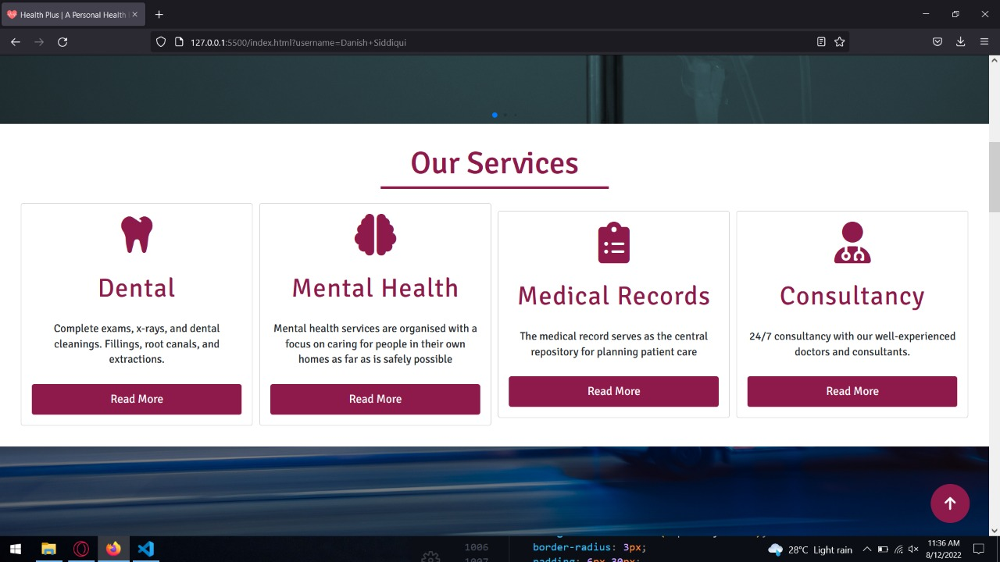 Health Plus | A Personal Health
127.0.0.1:5500/index.html?username=Danish+Siddiqui
Our Services
Dental
Complete exams, x-rays, and dental
cleanings. Fillings, root canals, and
extractions.
Read More
Mental Health
Mental health services are organised with a
focus on caring for people in their own
homes as far as is safely possible
Read More
Medical Records
The medical record serves as the central
repository for planning patient care
Read More
Consultancy
24/7 consultancy with our well-experienced
doctors and consultants.
Read More
1006 border-radius: 3px;
1007 padding: 6px 30px;
28°C Light rain
11:36 AM
8/12/2022